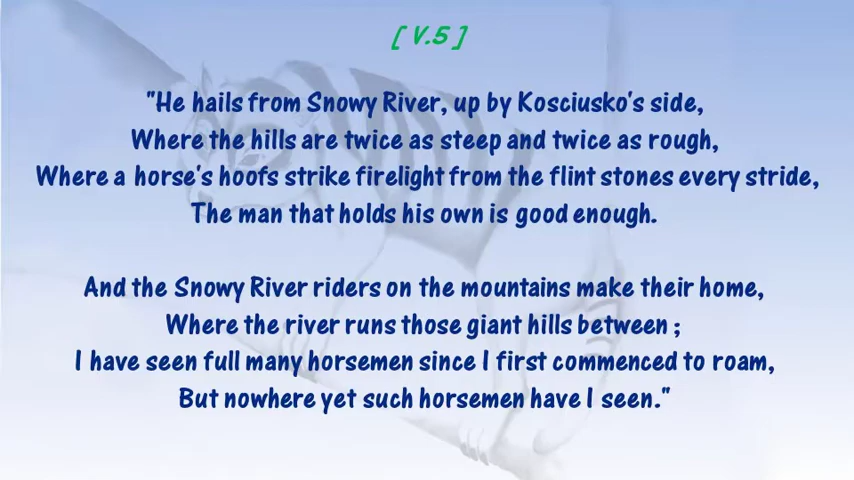 [ V.5 ]
"He hails from Snowy River, up by Kosciusko's side,
Where the hills are twice as steep and twice as rough,
Where a horse's hoofs strike firelight from the flint stones every stride,
The man that holds his own is good enough.
And the Snowy River riders on the mountains make their home,
Where the river runs those giant hills between ;
I have seen full many horsemen since I first commenced to roam,
But nowhere yet such horsemen have I seen."